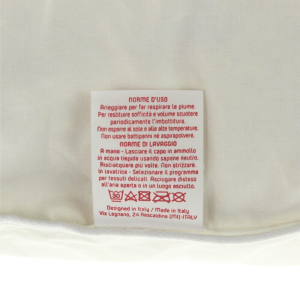 NORME D'USO
Arieggiare per far respirare le piume.
Per restituire sofficità e volume scuotere
periodicamente l'imbottitura.
Non esporre al sole e alla alte temperature.
Non usare battipanni né aspirapolvere.
NORME DI LAVAGGIO
A mano - Lasciare il capo in ammollo
in acqua tiepida usando sapone neutro.
Risciacquare più volte. Non strizzare.
In lavatrice - Selezionare il programma
per tessuti delicati. Asciugare disteso
all'aria aperta o in un luogo asciutto.
Designed in Italy / Made in Italy
Via Legnano, 24 Rescaldina (MI)-ITALY